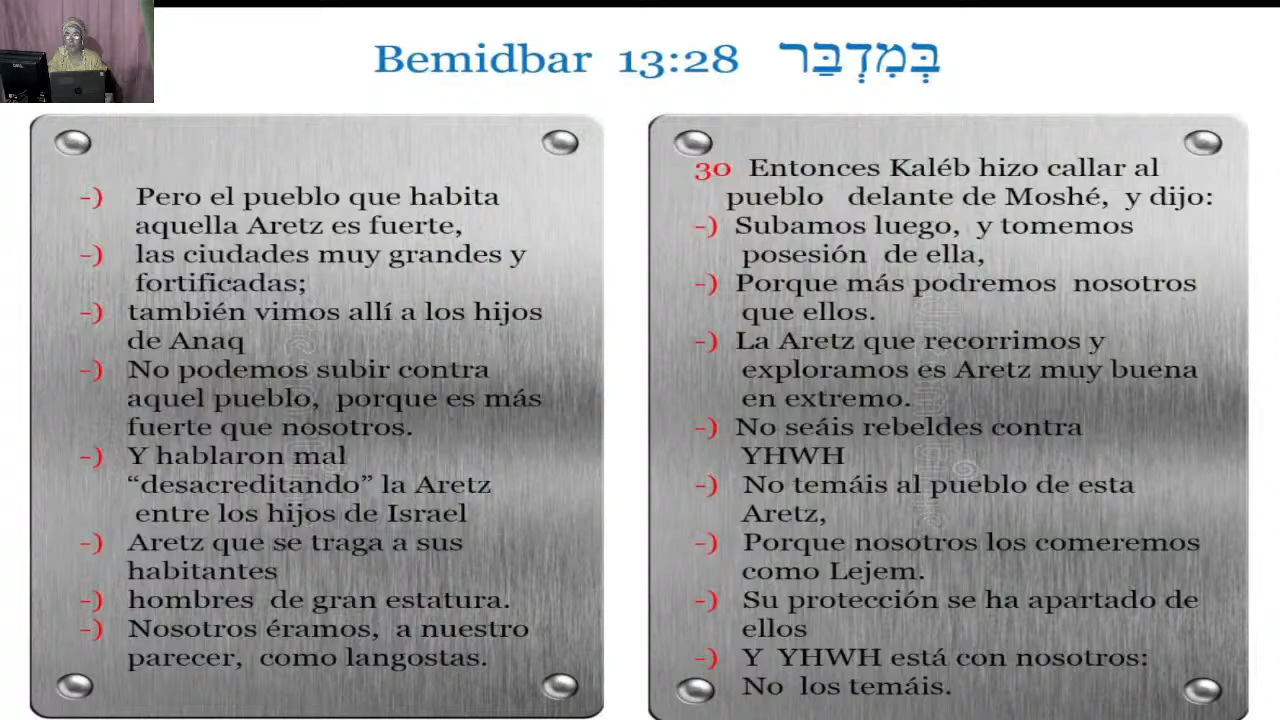 Bemidbar 13:28 בְּמִדְבַּר
-) Pero el pueblo que habita
aquella Aretz es fuerte,
-) las ciudades muy grandes y
fortificadas;
-) también vimos allí a los hijos
de Anaq
-) No podemos subir contra
aquel pueblo, porque es más
fuerte que nosotros.
-) Y hablaron mal
“desacreditando” la Aretz
entre los hijos de Israel
-) Aretz que se traga a sus
habitantes
-) hombres de gran estatura.
-) Nosotros éramos, a nuestro
parecer, como langostas.
30 Entonces Kaléb hizo callar al
pueblo delante de Moshé, y dijo:
-) Subamos luego, y tomemos
posesión de ella,
-) Porque más podremos nosotros
que ellos.
-) La Aretz que recorrimos y
exploramos es Aretz muy buena
en extremo.
-) No seáis rebeldes contra
YHWH
-) No temáis al pueblo de esta
Aretz,
-) Porque nosotros los comeremos
como Lejem.
-) Su protección se ha apartado de
ellos
-) Y YHWH está con nosotros:
No los temáis.